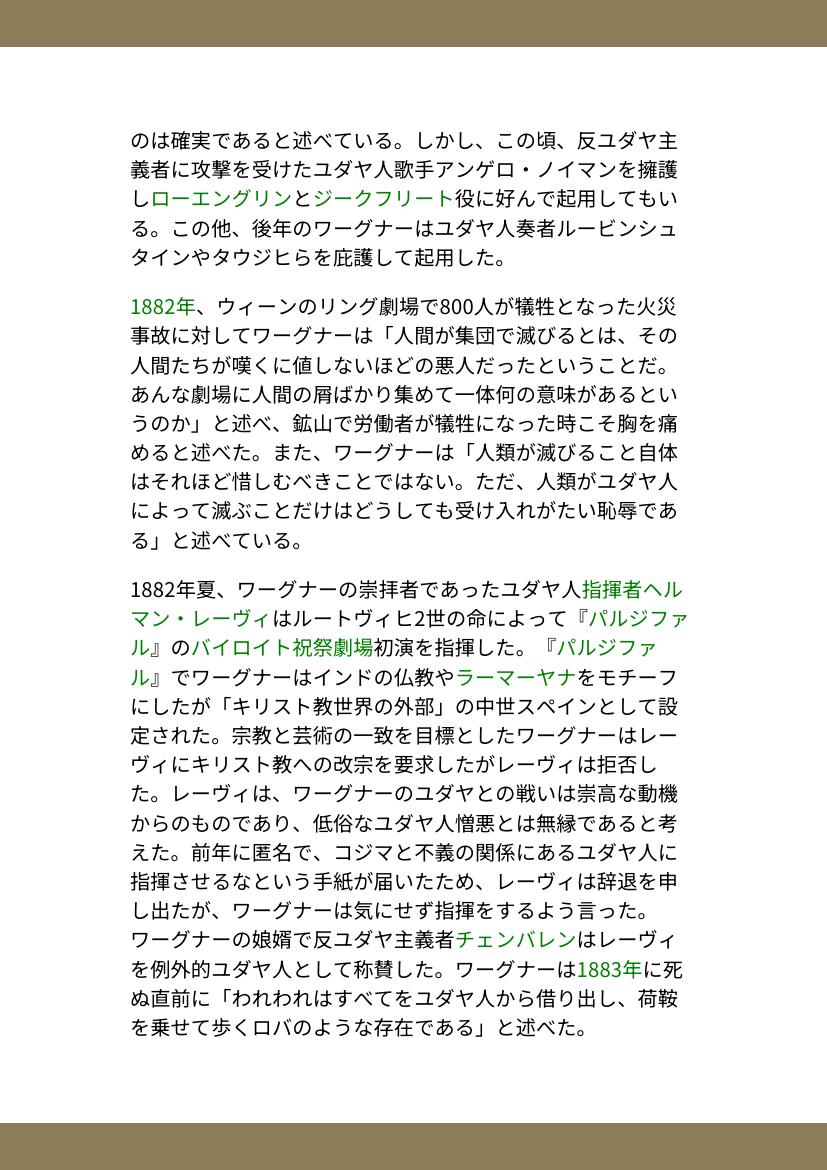 のは確実であると述べている。しかし、この頃、反ユダヤ主
義者に攻撃を受けたユダヤ人歌手アンゲロ・ノイマンを擁護
しローエングリンとジークフリート役に好んで起用してもい
る。この他、後年のワーグナーはユダヤ人奏者ルービンシュ
タインやタウジヒらを庇護して起用した。
1882年、ウィーンのリング劇場で800人が犠牲となった火災
事故に対してワーグナーは「人間が集団で滅びるとは、その
人間たちが嘆くに値しないほどの悪人だったということだ。
あんな劇場に人間の屑ばかり集めて一体何の意味があるとい
うのか」と述べ、鉱山で労働者が犠牲になった時こそ胸を痛
めると述べた。また、ワーグナーは「人類が滅びること自体
はそれほど惜しむべきことではない。ただ、人類がユダヤ人
によって滅ぶことだけはどうしても受け入れがたい恥辱であ
る」と述べている。
1882年夏、ワーグナーの崇拝者であったユダヤ人指揮者ヘル
マン・レーヴィはルートヴィヒ2世の命によって『パルジファ
ル』のバイロイト祝祭劇場初演を指揮した。『パルジファ
ル』でワーグナーはインドの仏教やラーマーヤナをモチーフ
にしたが「キリスト教世界の外部」の中世スペインとして設
定された。宗教と芸術の一致を目標としたワーグナーはレー
ヴィにキリスト教への改宗を要求したがレーヴィは拒否し
た。レーヴィは、ワーグナーのユダヤとの戦いは崇高な動機
からのものであり、低俗なユダヤ人憎悪とは無縁であると考
えた。前年に匿名で、コジマと不義の関係にあるユダヤ人に
指揮させるなという手紙が届いたため、レーヴィは辞退を申
し出たが、ワーグナーは気にせず指揮をするよう言った。
ワーグナーの娘婿で反ユダヤ主義者チェンバレンはレーヴィ
を例外的ユダヤ人として称賛した。ワーグナーは1883年に死
ぬ直前に「われわれはすべてをユダヤ人から借り出し、荷鞍
を乗せて歩くロバのような存在である」と述べた。